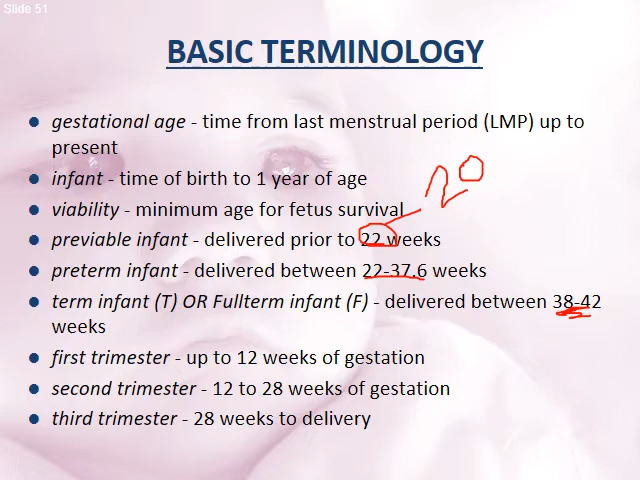 Slide 51
BASIC TERMINOLOGY
● gestational age - time from last menstrual period (LMP) up to
present
● infant - time of birth to 1 year of age
● viability - minimum age for fetus survival
20
● previable infant - delivered prior to 22 weeks
● preterm infant - delivered between 22-37.6 weeks
● term infant (T) OR Fullterm infant (F) - delivered between 38-42
weeks
● first trimester - up to 12 weeks of gestation
● second trimester - 12 to 28 weeks of gestation
● third trimester - 28 weeks to delivery